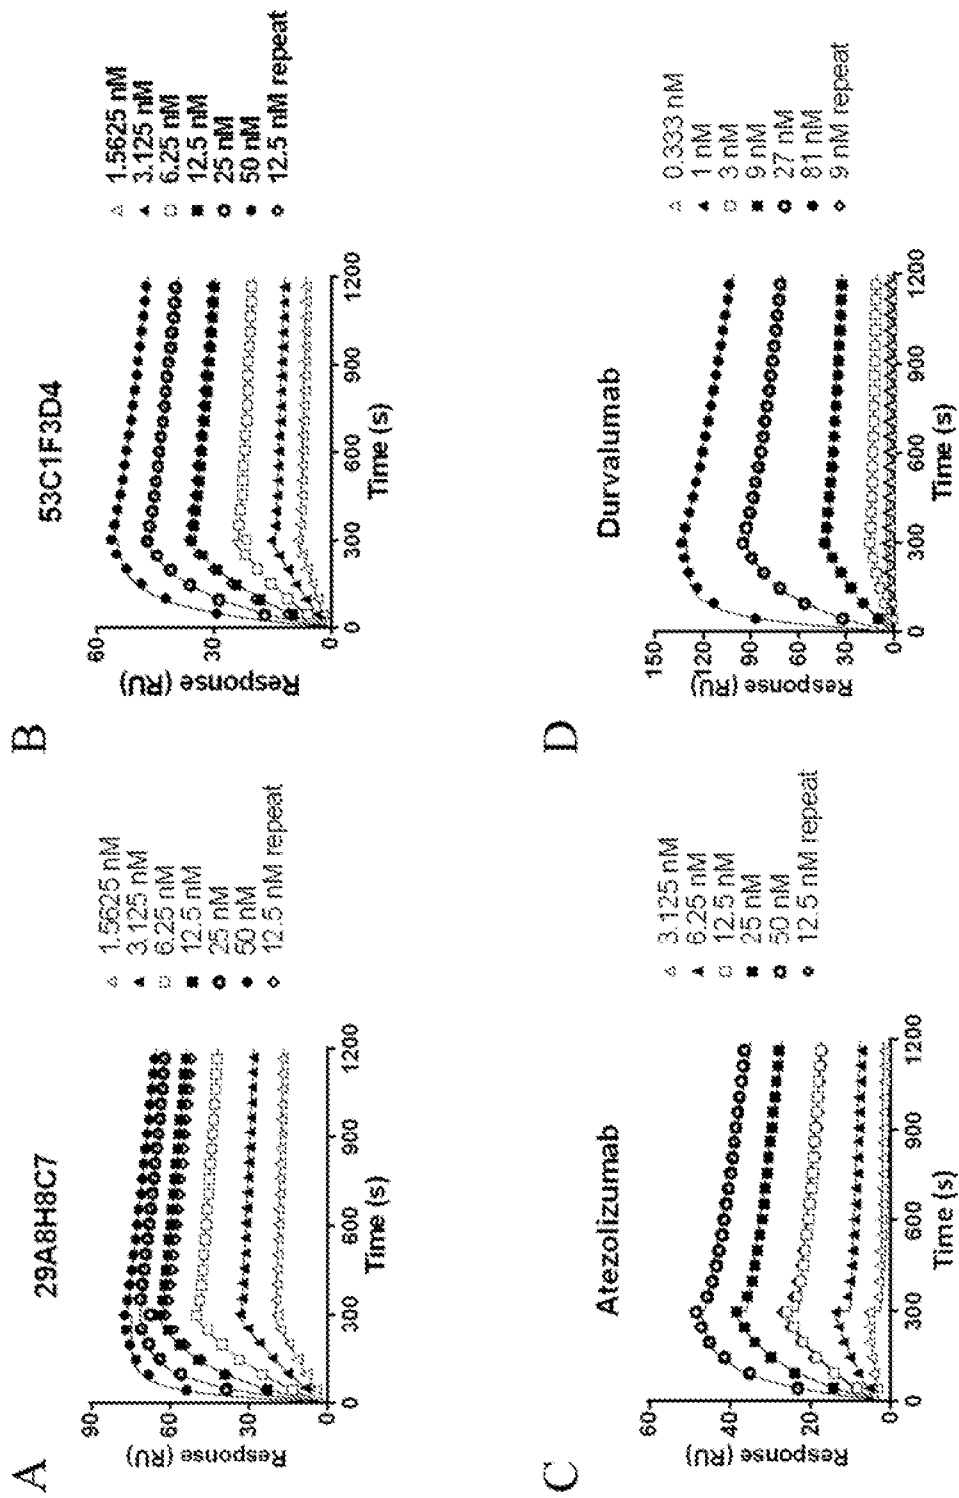 A
29A8H8C7
Response (RU)
90
60
30
0
0
300
600
900
1200
Time (s)
1.5625 nM
3.125 nM
6.25 nM
12.5 nM
25 nM
50 nM
12.5 nM repeat
B
53C1F3D4
Response (RU)
60
30
0
0
300
600
900
1200
Time (s)
1.5625 nM
3.125 nM
6.25 nM
12.5 nM
25 nM
50 nM
12.5 nM repeat
C
Atezolizumab
Response (RU)
60
40
20
0
0
300
600
900
1200
Time (s)
3.125 nM
6.25 nM
12.5 nM
25 nM
50 nM
12.5 nM repeat
D
Durvalumab
Response (RU)
150
120
90
60
30
0
0
300
600
900
1200
Time (s)
0.333 nM
1 nM
3 nM
9 nM
27 nM
81 nM
9 nM repeat